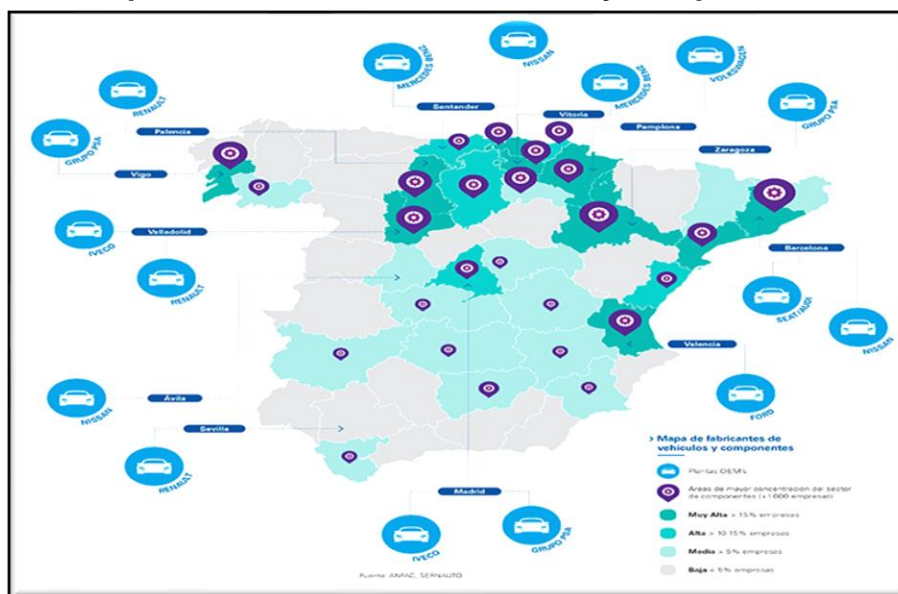 MERCEDES BENZ
NISSAN
MERCEDES BENZ
VOLKSWAGEN
RENAULT
GRUPO PSA
GRUPO PSA
Santander
Vitoria
Palencia
Pamplona
Zaragoza
Vigo
IVECO
Valladolid
RENAULT
Barcelona
SEAT/AUDI
NISSAN
Valencia
NISSAN
Ávila
FORD
Sevilla
RENAULT
Madrid
IVECO
GRUPO PSA
> Mapa de fabricantes de
vehículos y componentes
Plantas OEM's
Áreas de mayor concentración del sector
de componentes (±1000 empresas)
Muy Alta > 15% empresas
Alta > 10-15% empresas
Media > 5% empresas
Baja < 5% empresas
Fuente: ANFAC, SERNAUTO